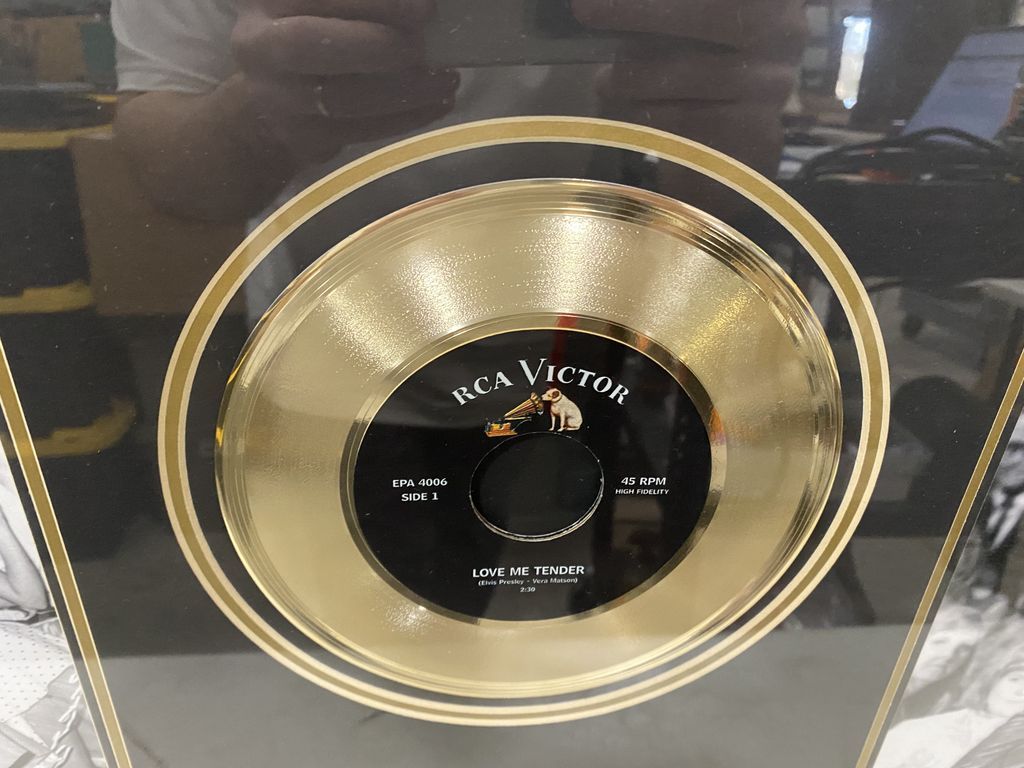 RCA VICTOR
EPA 4006
SIDE 1
45 RPM
HIGH FIDELITY
LOVE ME TENDER
(Elvis Presley - Vera Matson)
2:30